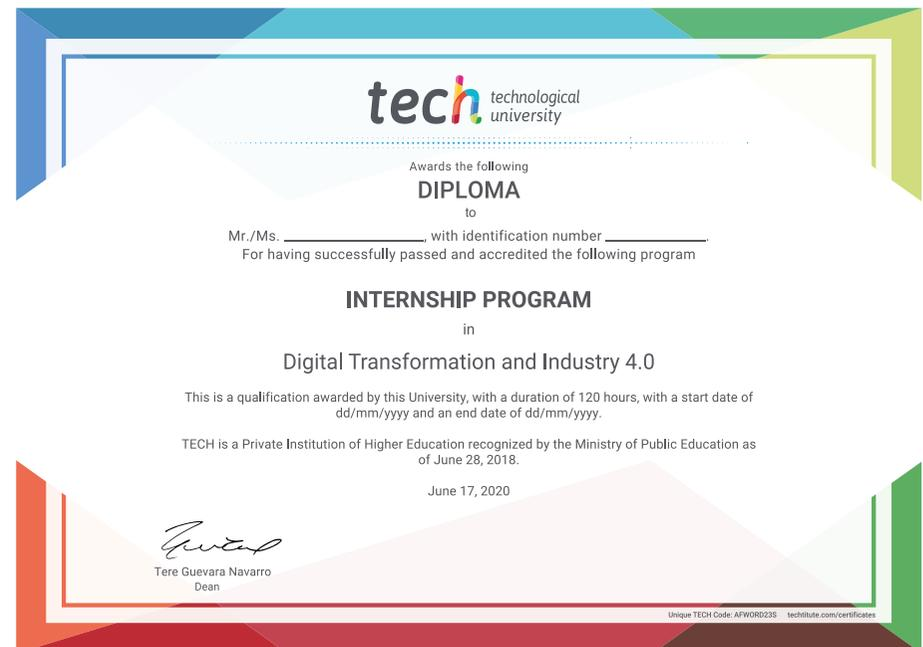 tech technological
university
Awards the following
DIPLOMA
to
Mr./Ms. ____________________, with identification number ______________.
For having successfully passed and accredited the following program
INTERNSHIP PROGRAM
in
Digital Transformation and Industry 4.0
This is a qualification awarded by this University, with a duration of 120 hours, with a start date of
dd/mm/yyyy and an end date of dd/mm/yyyy.
TECH is a Private Institution of Higher Education recognized by the Ministry of Public Education as
of June 28, 2018.
June 17, 2020
Tere Guevara Navarro
Dean
Unique TECH Code: AFWORD23S techtitute.com/certificates